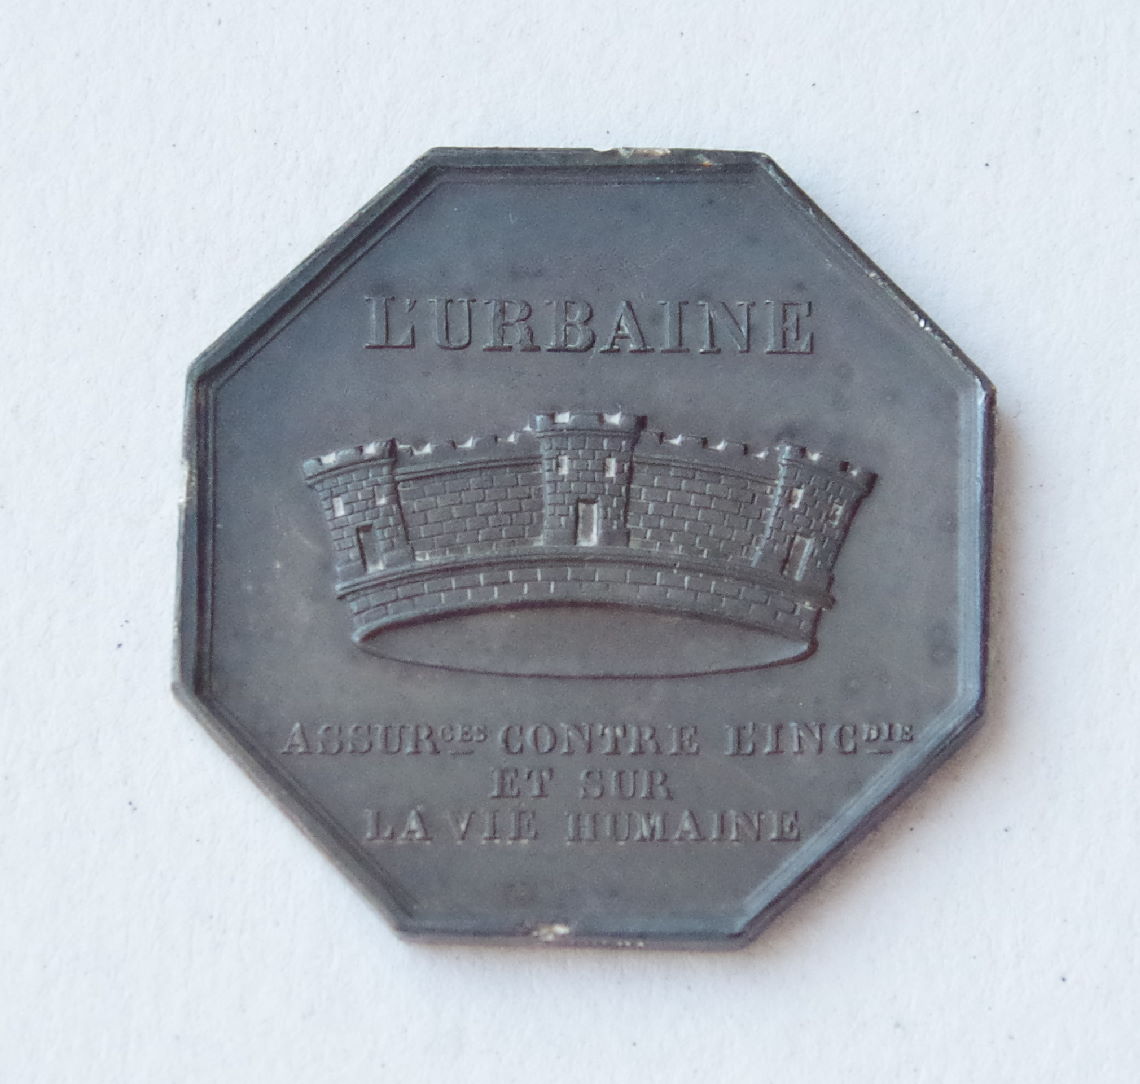 L'URBAINE
ASSURCES CONTRE L'INCDIE
ET SUR
LA VIE HUMAINE